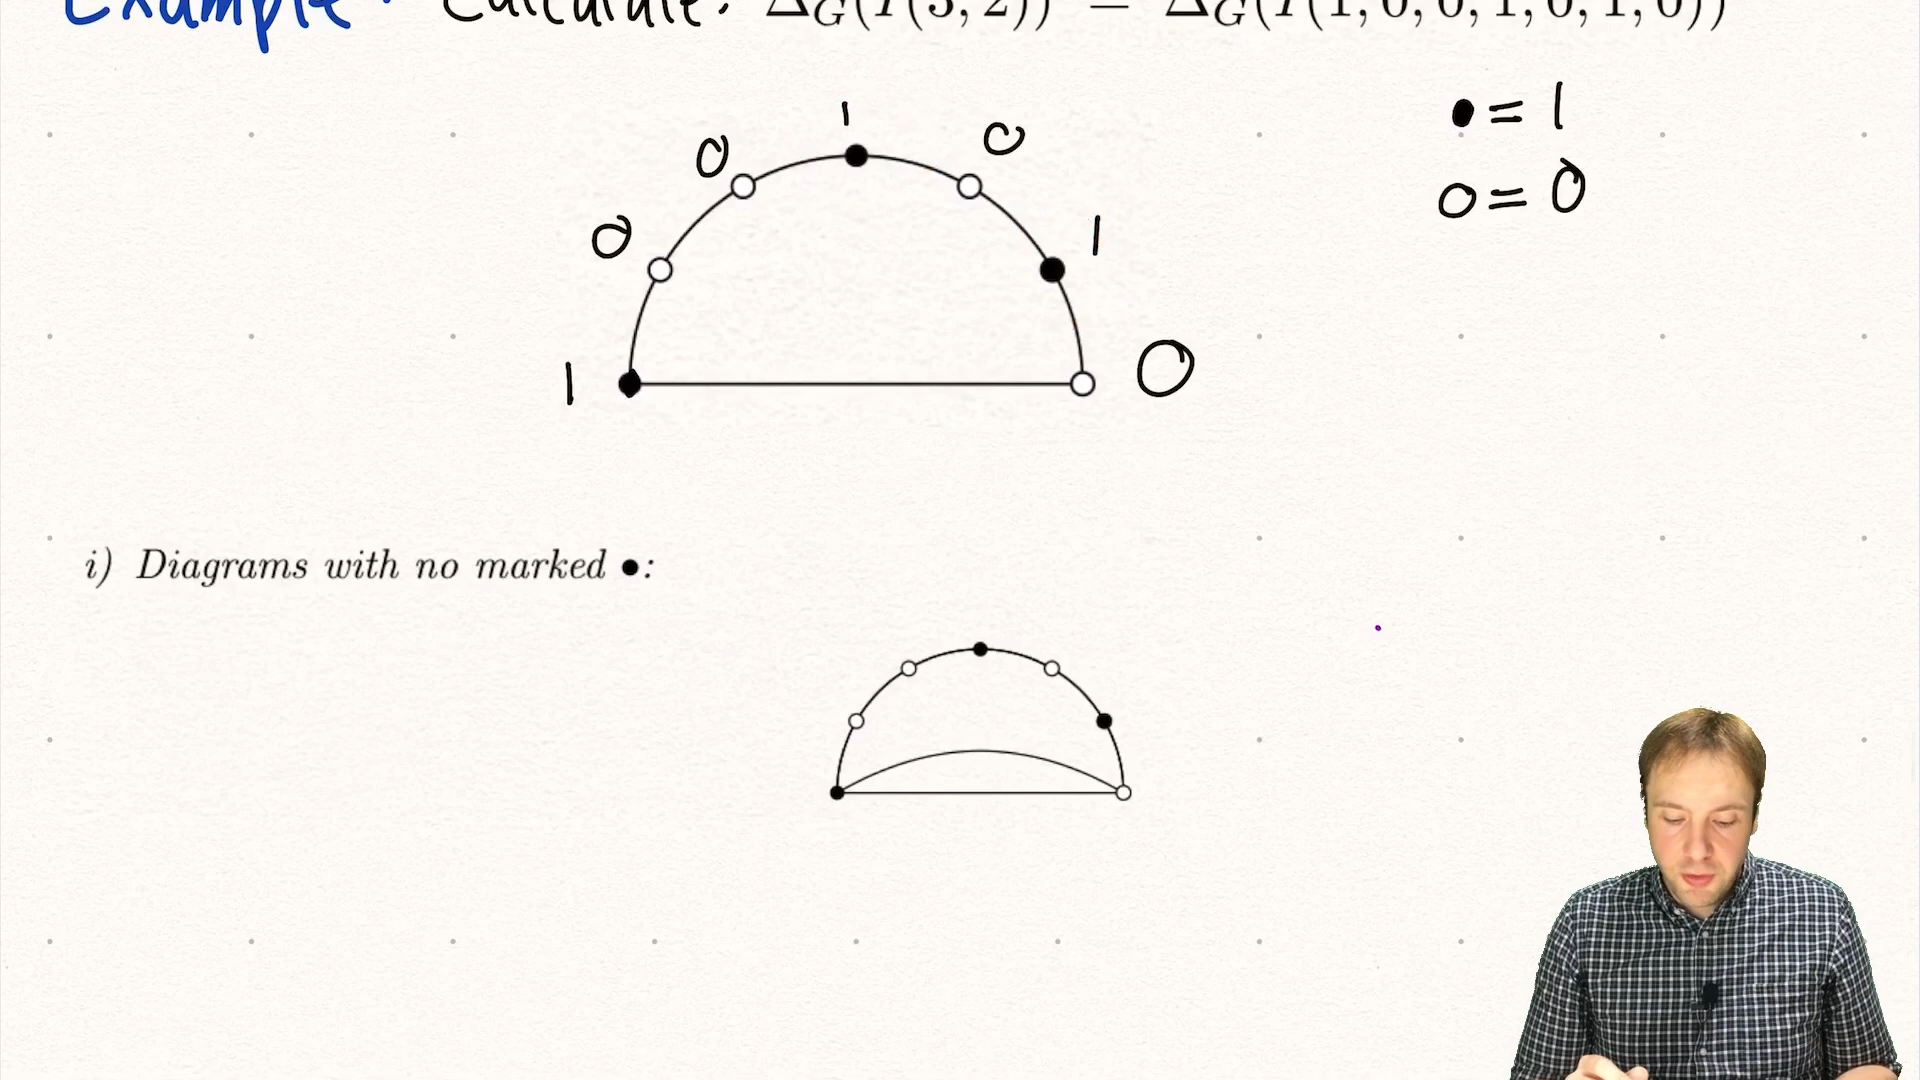 Example: Calculate: Δ_G(I(3, 2)) = Δ_G(I(1; 0, 0, 1, 0, 1; 0))
1
0 0
● = 1
0
○ = 0
0 1
1 0
i) Diagrams with no marked ●: